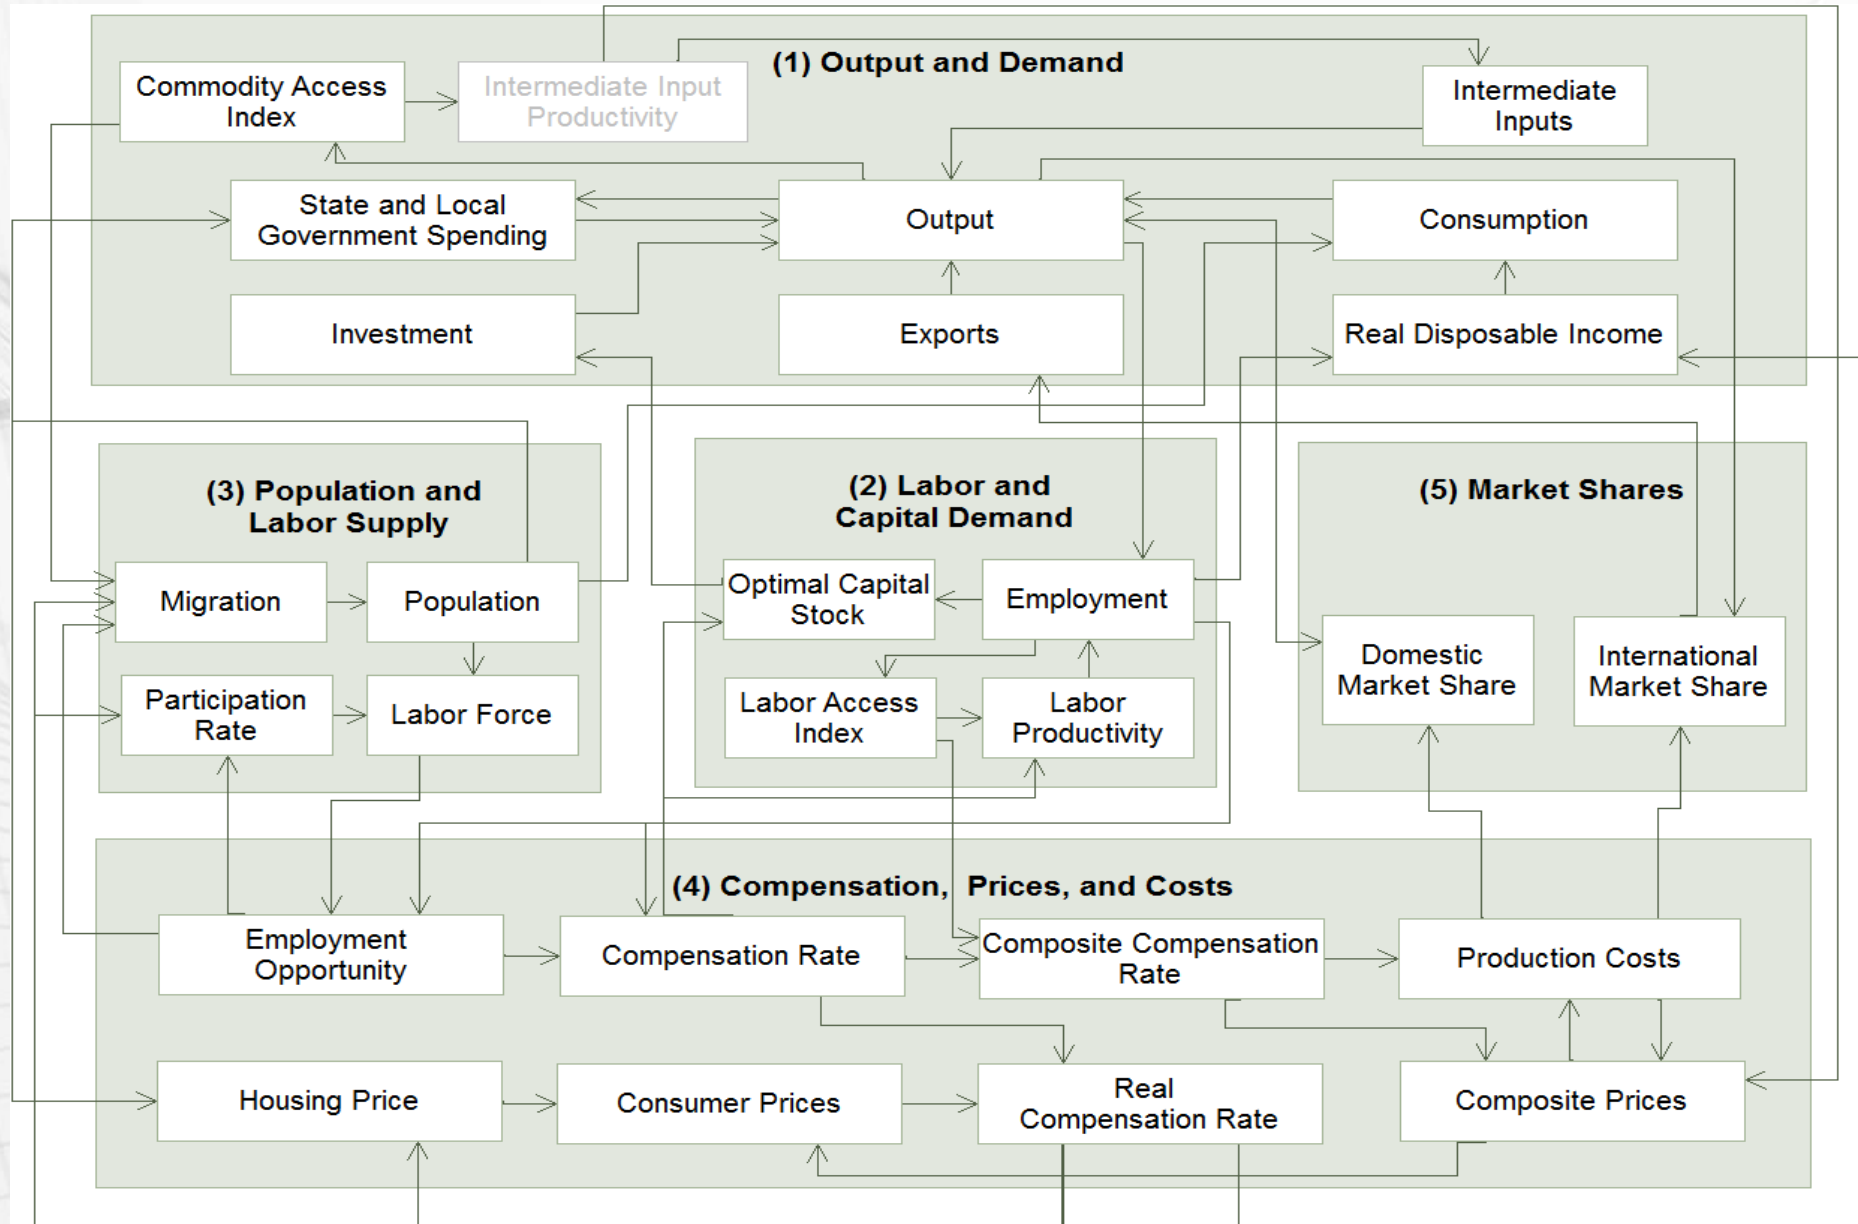 (1) Output and Demand
Commodity Access
Index
Intermediate Input
Productivity
Intermediate
Inputs
State and Local
Government Spending
Output
Consumption
Investment
Exports
Real Disposable Income
(3) Population and
Labor Supply
Migration
Population
Participation
Rate
Labor Force
(2) Labor and
Capital Demand
Optimal Capital
Stock
Employment
Labor Access
Index
Labor
Productivity
(5) Market Shares
Domestic
Market Share
International
Market Share
(4) Compensation, Prices, and Costs
Employment
Opportunity
Compensation Rate
Composite Compensation
Rate
Production Costs
Housing Price
Consumer Prices
Real
Compensation Rate
Composite Prices